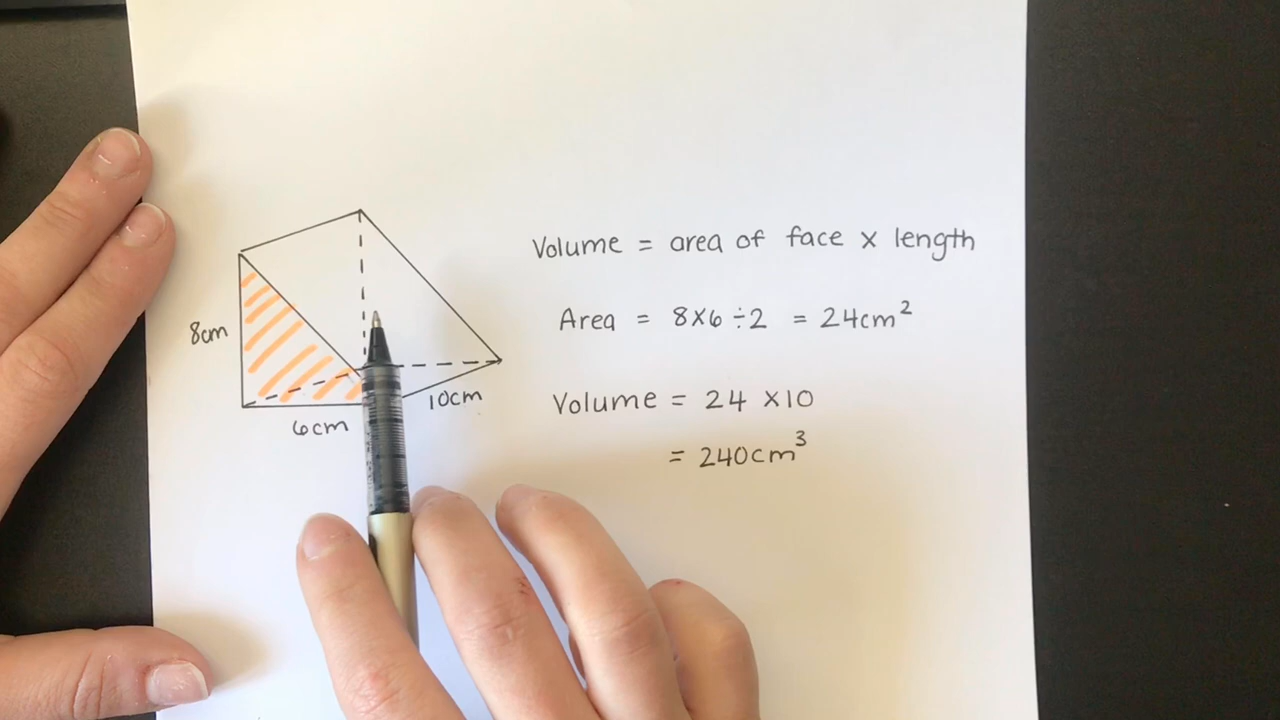 Volume = area of face x length
8cm
Area = 8x6 ÷ 2 = 24cm²
10cm
6cm
Volume = 24 x10
= 240cm³